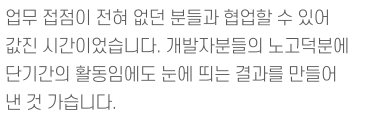 업무 접점이 전혀 없던 분들과 협업할 수 있어
값진 시간이었습니다. 개발자분들의 노고덕분에
단기간의 활동임에도 눈에 띄는 결과를 만들어
낸 것 가습니다.